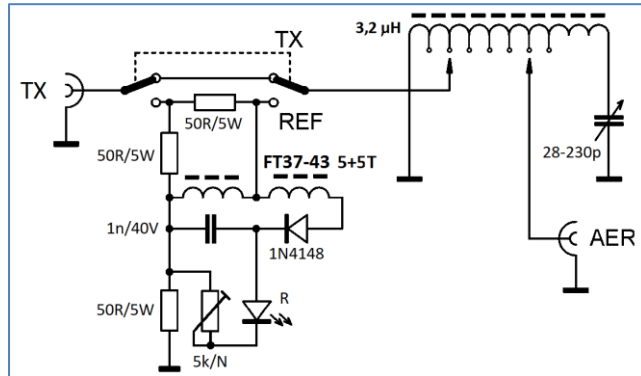 TX
3,2 µH
TX
50R/5W
REF
50R/5W
FT37-43 5+5T
28-230p
1n/40V
1N4148
AER
50R/5W
R
5k/N